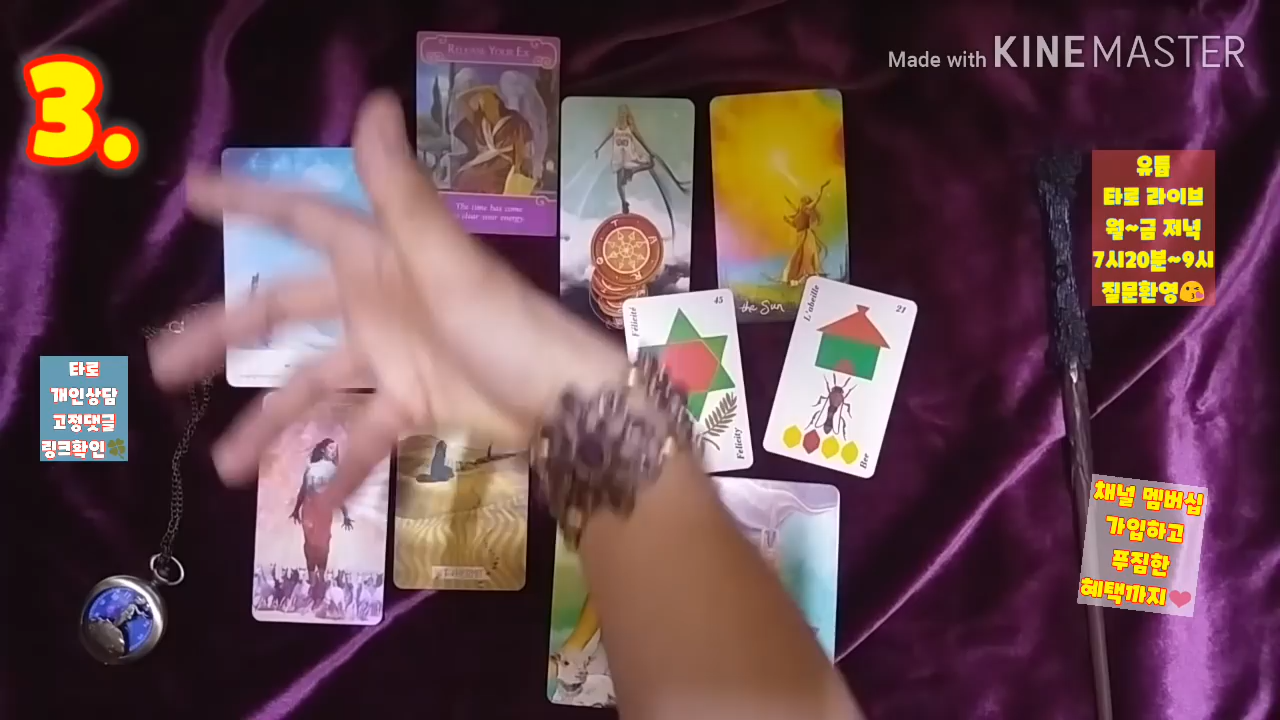 Made with KINEMASTER
3.
RELEASE YOUR EX
The time has come
to clear your energy.
the Sun
유튭
타로 라이브
월~금 저녁
7시20분~9시
질문환영😘
타로
개인상담
고정댓글
링크확인🍀
Félicité
45
Felicity
L'abeille
21
Bee
채널 멤버십
가입하고
푸짐한
혜택까지❤